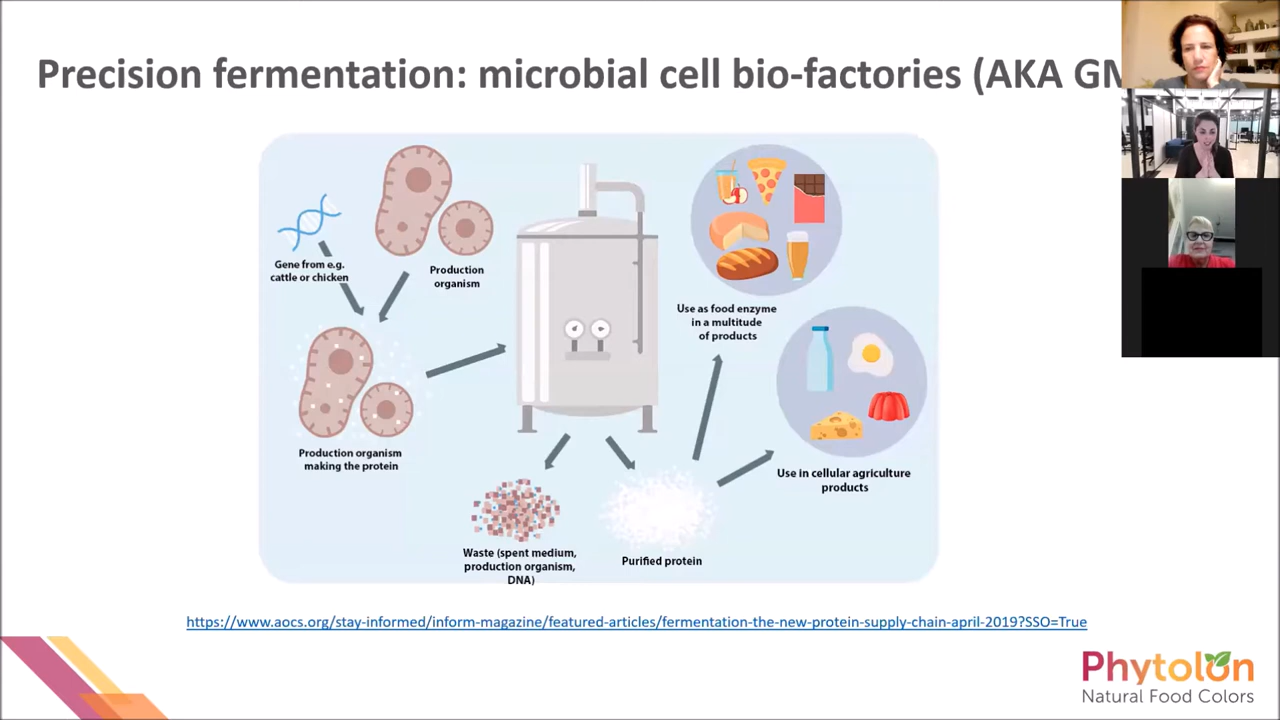 Precision fermentation: microbial cell bio-factories (AKA GM
Gene from e.g.
cattle or chicken
Production
organism
Production organism
making the protein
Use as food enzyme
in a multitude
of products
Use in cellular agriculture
products
Waste (spent medium,
production organism,
DNA)
Purified protein
https://www.aocs.org/stay-informed/inform-magazine/featured-articles/fermentation-the-new-protein-supply-chain-april-2019?SSO=True
Phytolon
Natural Food Colors